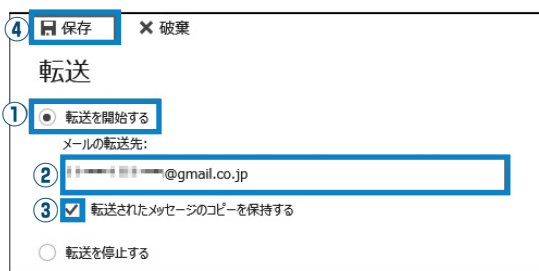 ④ 保存 ✕ 破棄
転送
① 転送を開始する
メールの転送先:
② @gmail.co.jp
③ 転送されたメッセージのコピーを保持する
転送を停止する